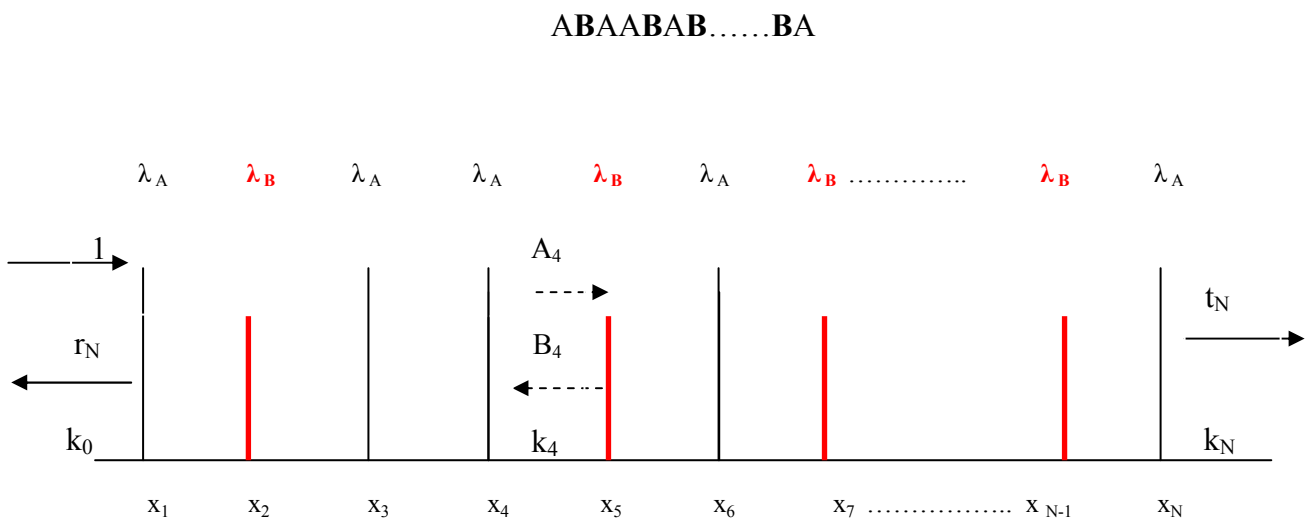 ABAABAB……BA
λA λB λA λA λB λA λB ………….. λB λA
1 A4
tN
rN B4
k0 k4 kN
x1 x2 x3 x4 x5 x6 x7 …………….. x N-1 xN